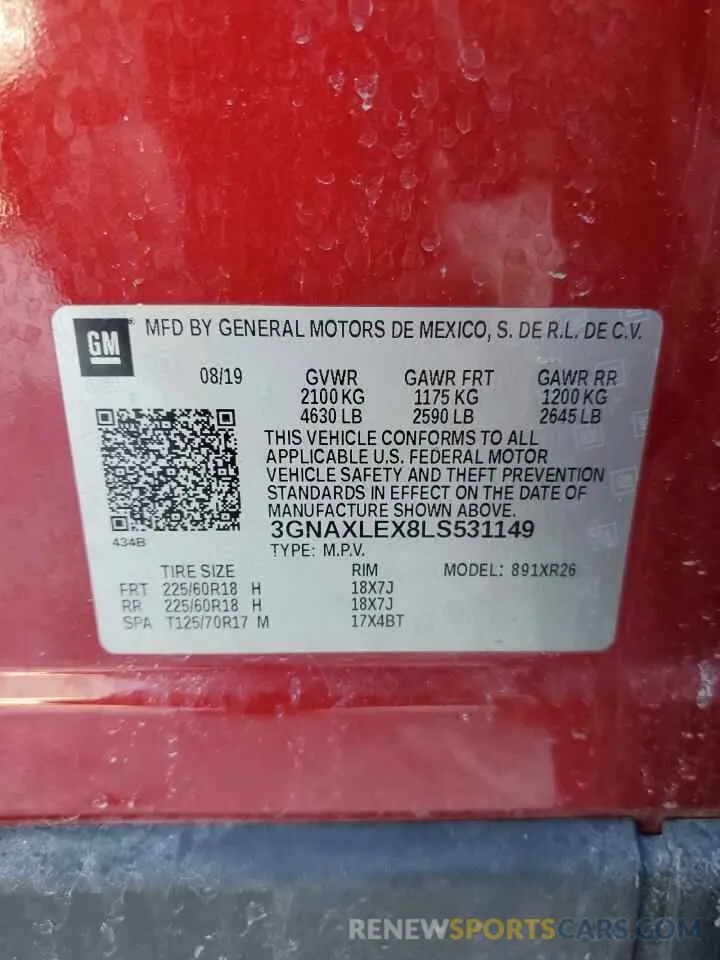 GM® MFD BY GENERAL MOTORS DE MEXICO, S. DE R.L. DE C.V.
08/19 GVWR GAWR FRT GAWR RR
2100 KG 1175 KG 1200 KG
4630 LB 2590 LB 2645 LB
THIS VEHICLE CONFORMS TO ALL
APPLICABLE U.S. FEDERAL MOTOR
VEHICLE SAFETY AND THEFT PREVENTION
STANDARDS IN EFFECT ON THE DATE OF
MANUFACTURE SHOWN ABOVE.
434B
3GNAXLEX8LS531149
TYPE: M.P.V.
TIRE SIZE RIM MODEL: 891XR26
FRT 225/60R18 H 18X7J
RR 225/60R18 H 18X7J
SPA T125/70R17 M 17X4BT
RENEWSPORTSCARS.COM